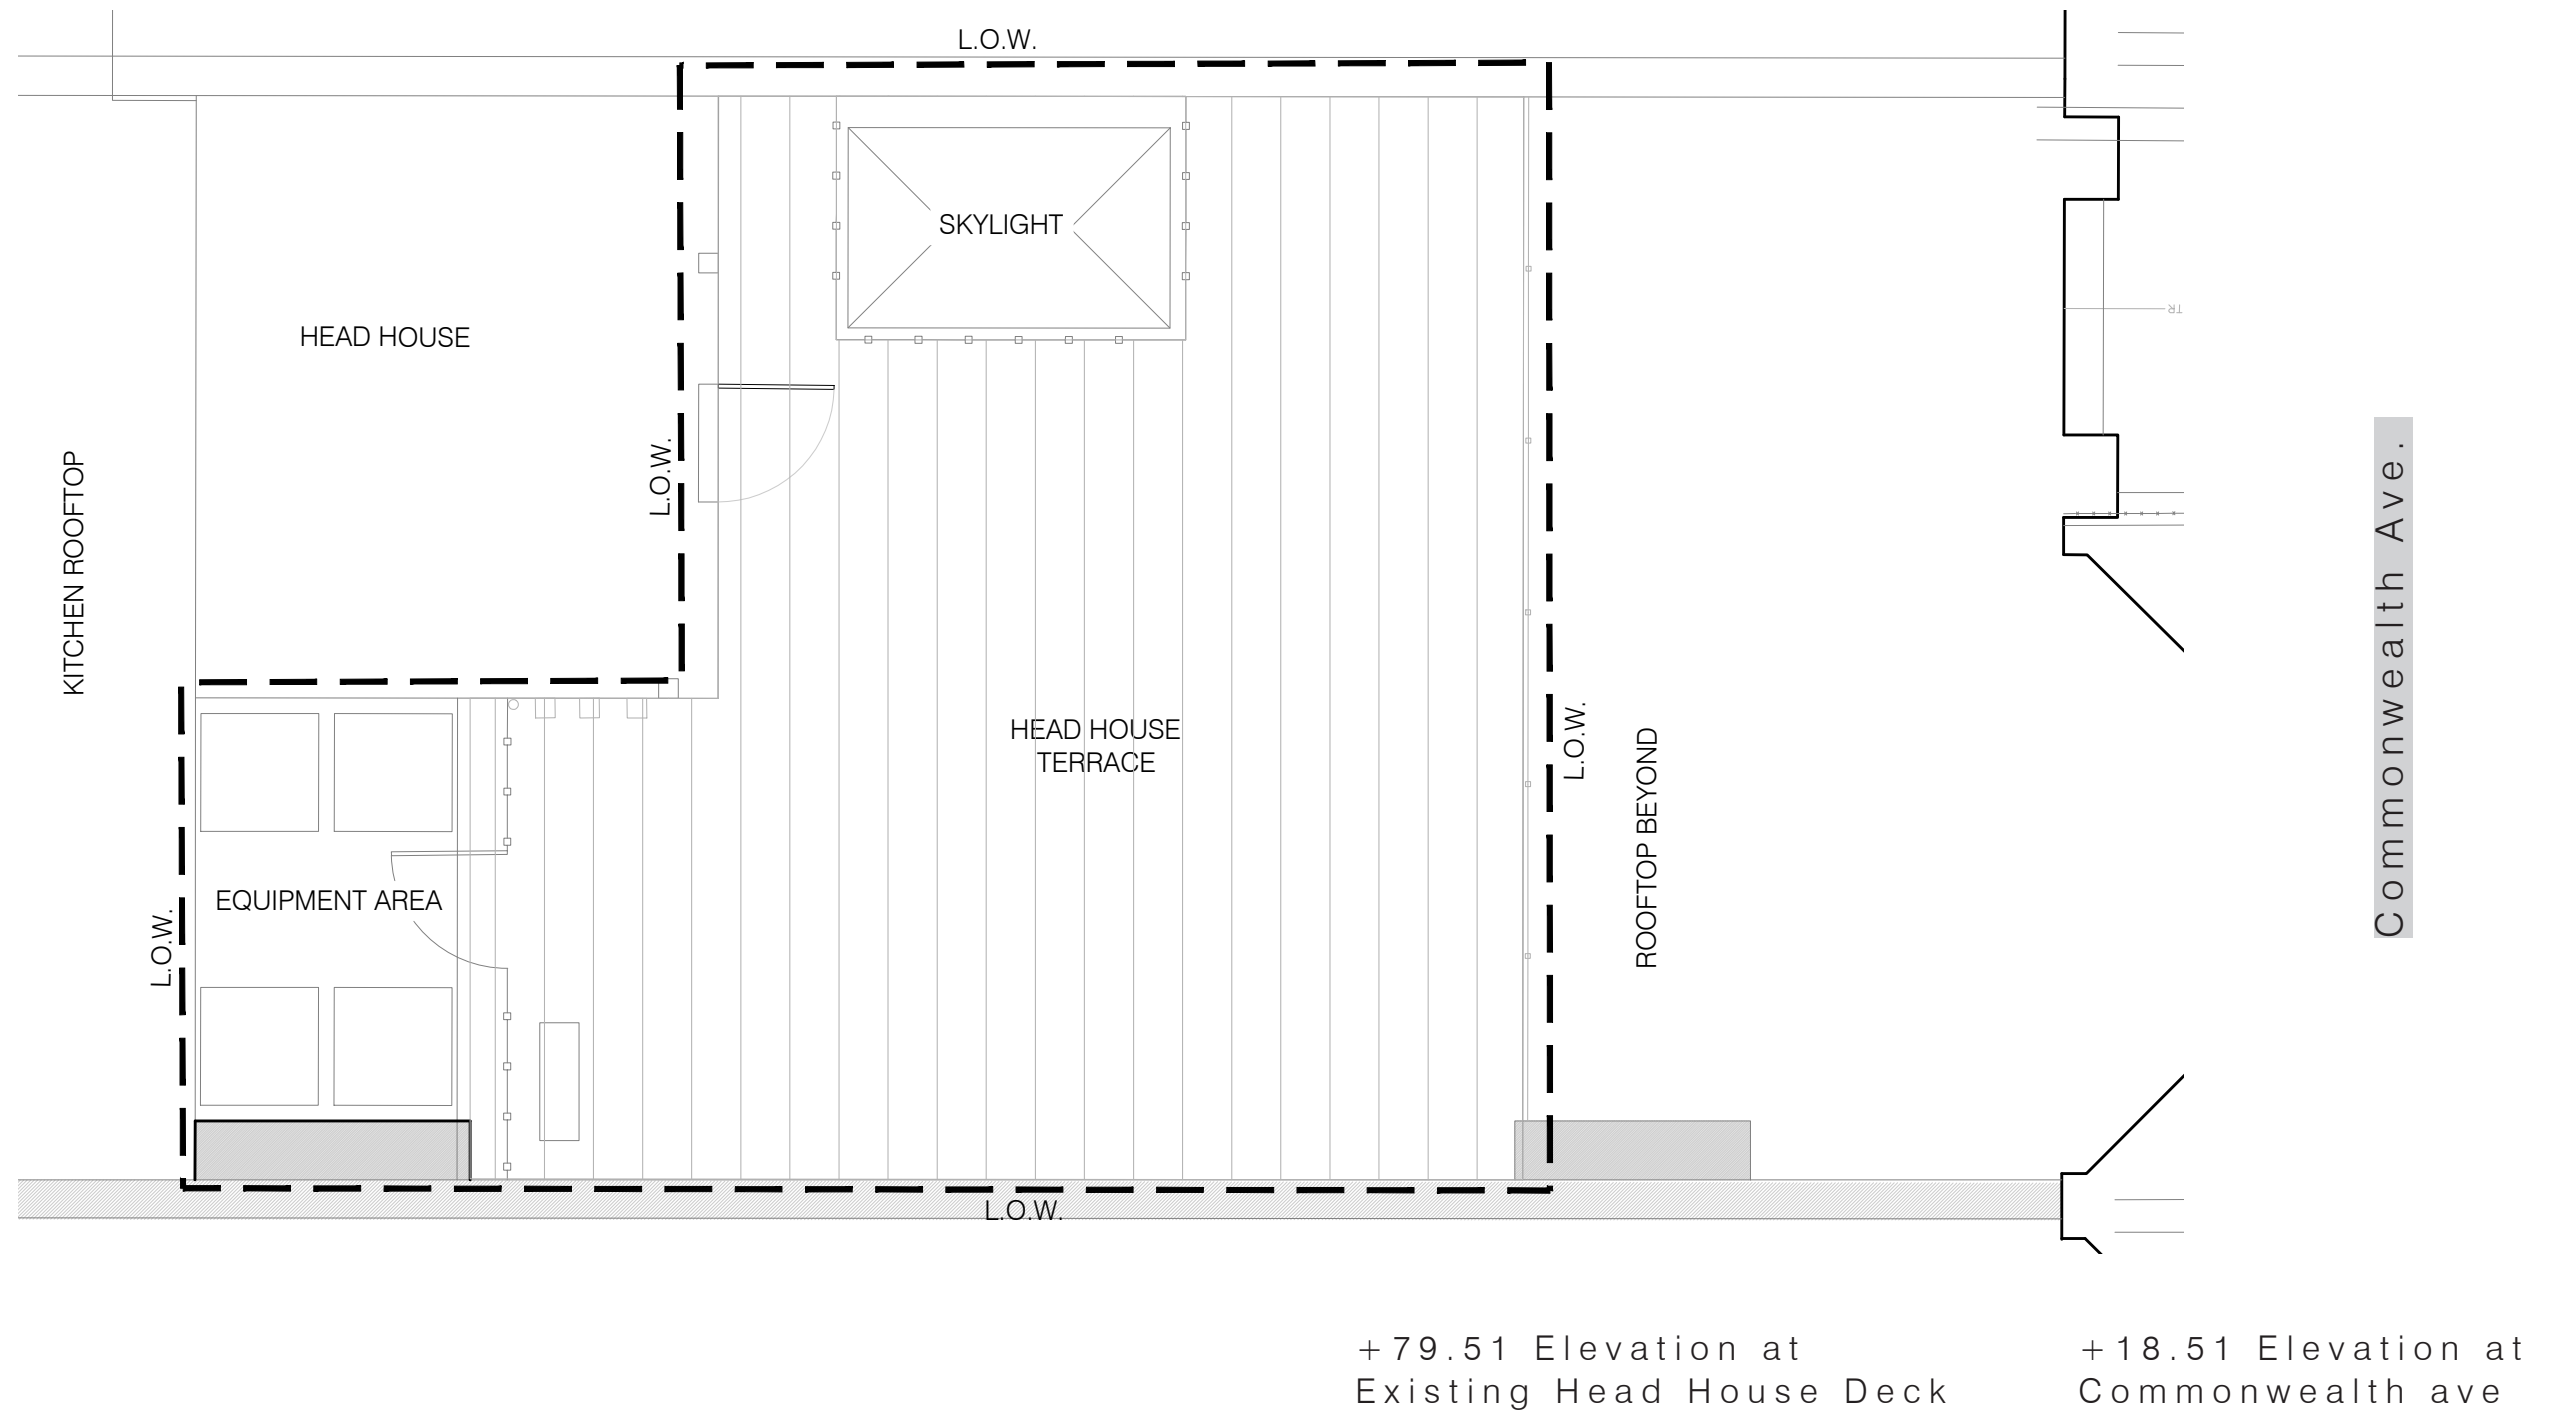 L.O.W.
SKYLIGHT
TR
HEAD HOUSE
L.O.W.
KITCHEN ROOFTOP
Commonwealth Ave.
HEAD HOUSE
TERRACE
L.O.W.
ROOFTOP BEYOND
EQUIPMENT AREA
L.O.W.
L.O.W.
+79.51 Elevation at
Existing Head House Deck
+18.51 Elevation at
Commonwealth ave